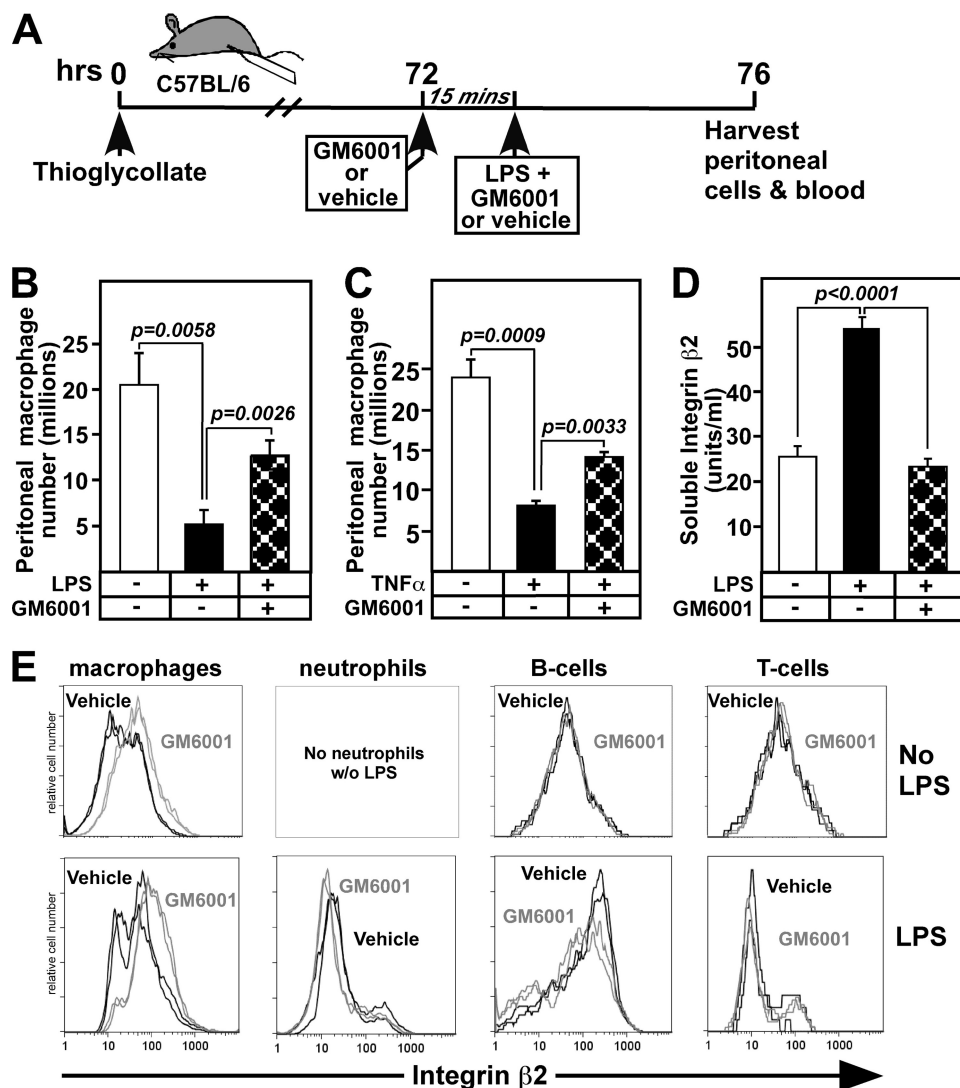 A
hrs 0 72 15 mins 76
C57BL/6
Thioglycollate
GM6001
or
vehicle
LPS +
GM6001
or vehicle
Harvest
peritoneal
cells & blood
B
Peritoneal macrophage
number (millions)
25
20
15
10
5
p=0.0058
p=0.0026
LPS - + +
GM6001 - - +
C
Peritoneal macrophage
number (millions)
25
20
15
10
5
p=0.0009
p=0.0033
TNFα - + +
GM6001 - - +
D
Soluble Integrin β2
(units/ml)
50
40
30
20
10
p<0.0001
LPS - + +
GM6001 - - +
E
macrophages neutrophils B-cells T-cells
relative cell number
Vehicle
GM6001
No neutrophils
w/o LPS
Vehicle
GM6001
Vehicle
GM6001
No
LPS
relative cell number
Vehicle
GM6001
1 10 100 1000
GM6001
Vehicle
1 10 100 1000
Vehicle
GM6001
1 10 100 1000
Vehicle
GM6001
1 10 100 1000
LPS
Integrin β2